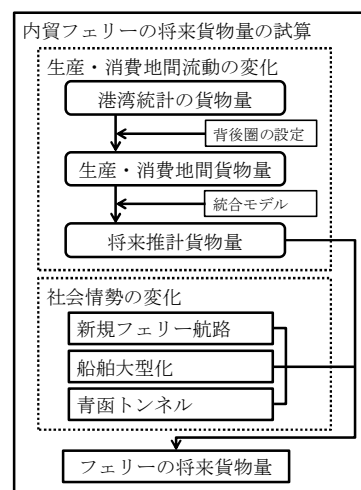 内貿フェリーの将来貨物量の試算
生産・消費地間流動の変化
港湾統計の貨物量
背後圏の設定
生産・消費地間貨物量
統合モデル
将来推計貨物量
社会情勢の変化
新規フェリー航路
船舶大型化
青函トンネル
フェリーの将来貨物量